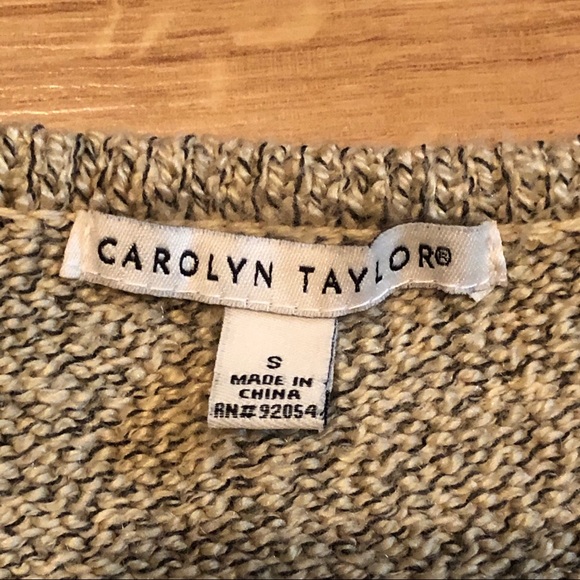 CAROLYN TAYLOR®
S
MADE IN
CHINA
RN#92054